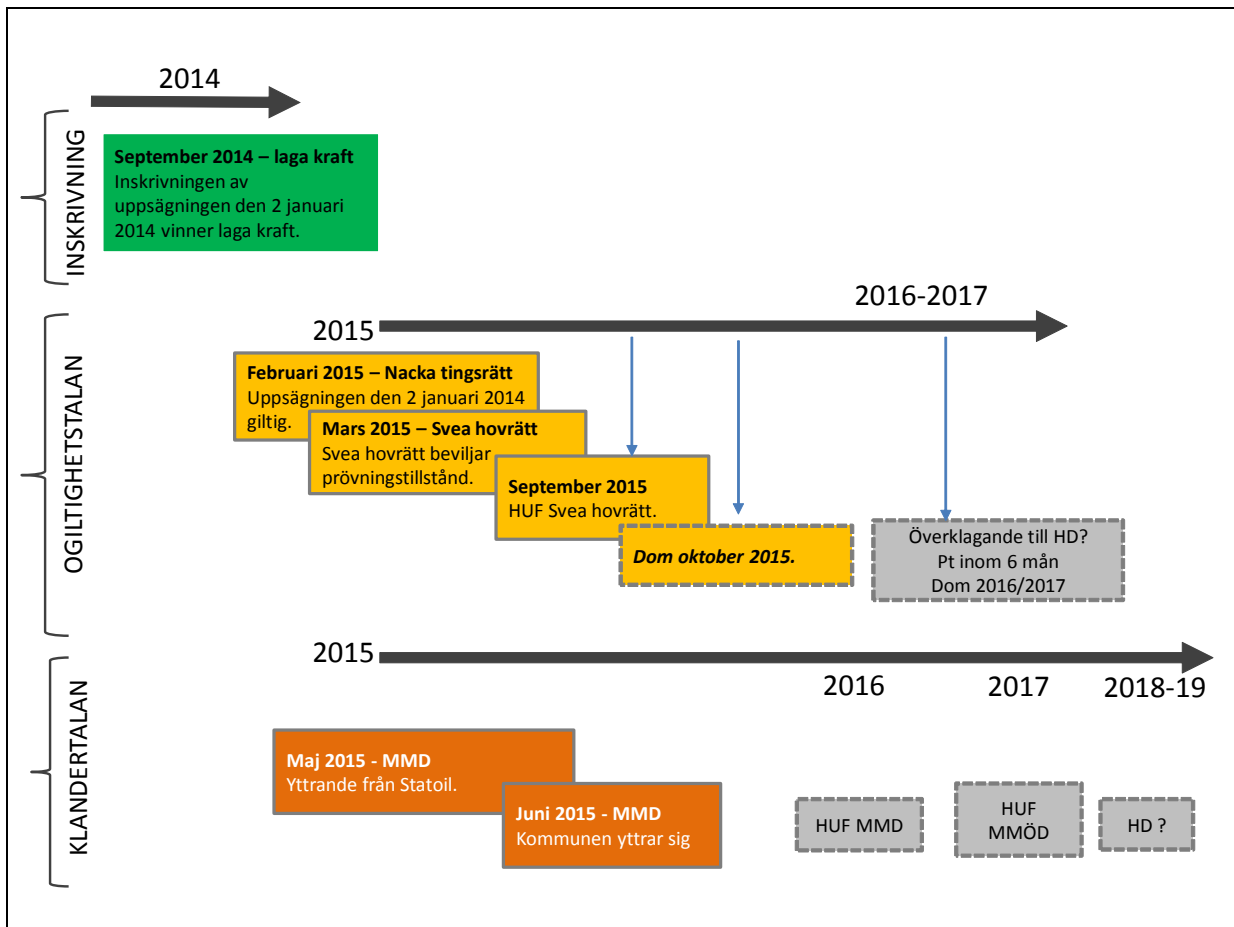 2014
INSKRIVNING
September 2014 – laga kraft
Inskrivningen av
uppsägningen den 2 januari
2014 vinner laga kraft.
2016-2017
2015
OGILTIGHETSTALAN
Februari 2015 – Nacka tingsrätt
Uppsägningen den 2 januari 2014
giltig.
Mars 2015 – Svea hovrätt
Svea hovrätt beviljar
prövningstillstånd.
September 2015
HUF Svea hovrätt.
Dom oktober 2015.
Överklagande till HD?
Pt inom 6 mån
Dom 2016/2017
2015
2016
2017
2018-19
KLANDERTALAN
Maj 2015 - MMD
Yttrande från Statoil.
Juni 2015 - MMD
Kommunen yttrar sig
HUF MMD
HUF
MMÖD
HD ?